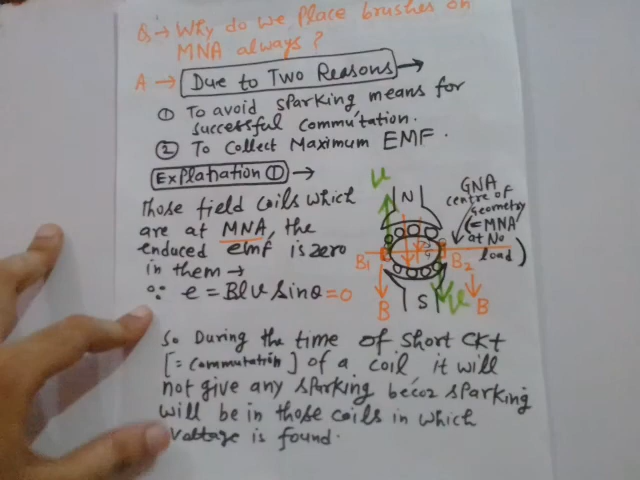 Q → Why do we Place brushes on
MNA always?
A → Due to Two Reasons →
① To avoid sparking means for
successful commutation.
② To Collect Maximum EMF.
Explanation ① →
Those field coils which
are at MNA, the
enduced emf is zero
in them →
∵ e = Blv Sinθ = 0
v
N
GNA
centre of
geometry
(= MNA
at No
load)
B1
B2
B
S
v
B
So During the time of short CKt
[= Commutation] of a coil it will
not give any sparking becoz sparking
will be in those coils in which
voltage is found.